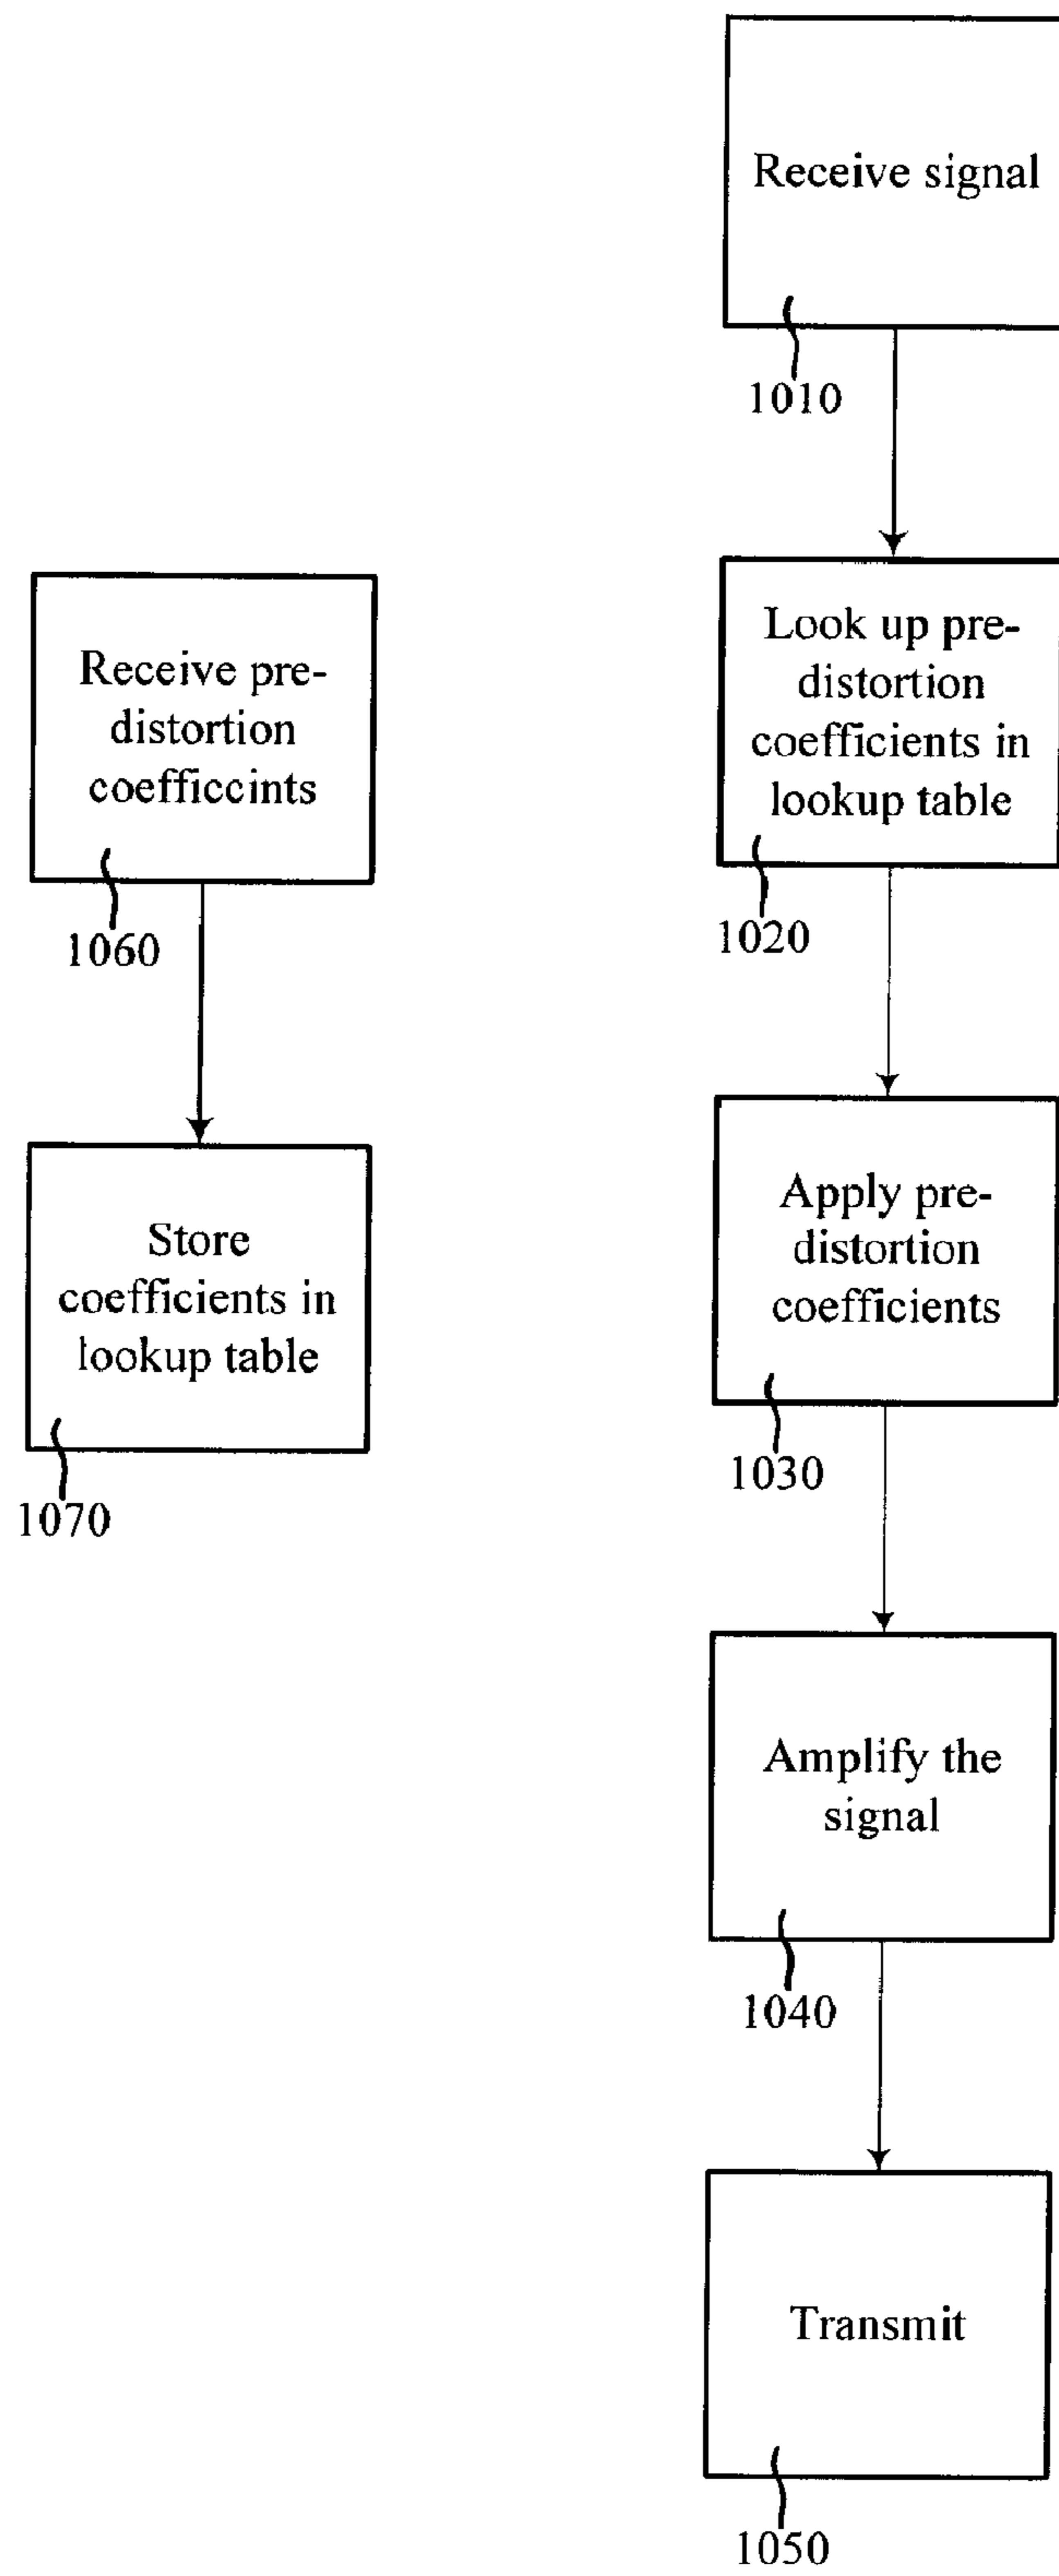 Receive signal
1010
Look up pre-
distortion
coefficients in
lookup table
1020
Apply pre-
distortion
coefficients
1030
Amplify the
signal
1040
Transmit
1050
Receive pre-
distortion
coefficcints
1060
Store
coefficients in
lookup table
1070